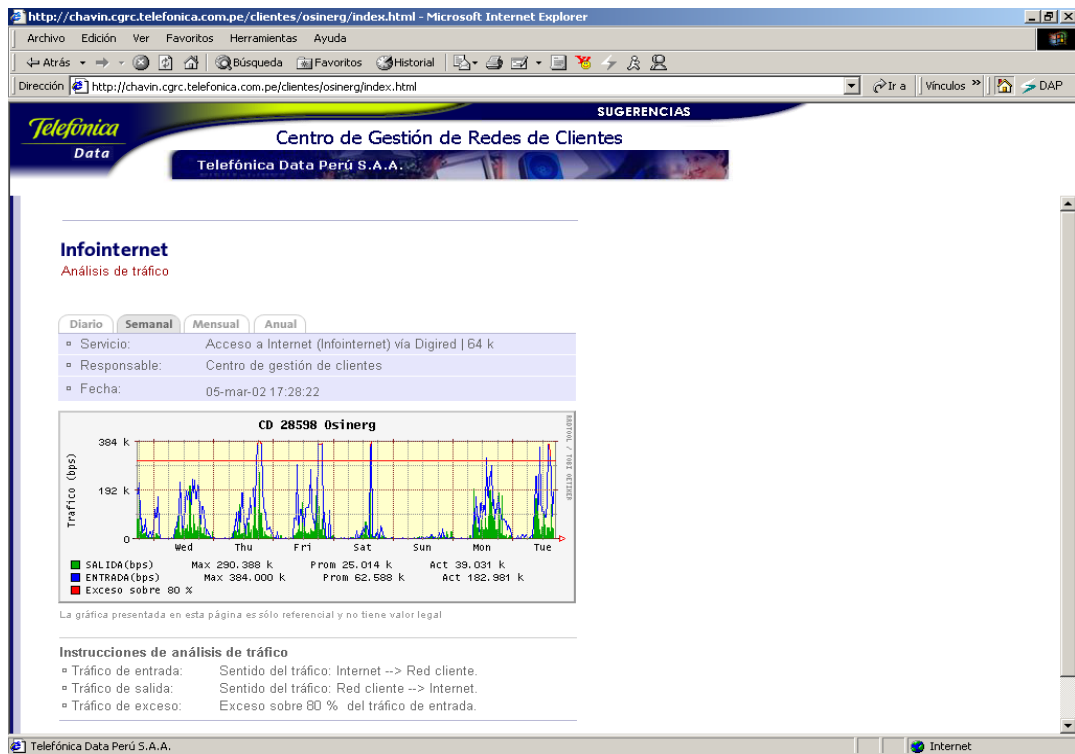 http://chavin.cgrc.telefonica.com.pe/clientes/osinerg/index.html - Microsoft Internet Explorer
Archivo Edición Ver Favoritos Herramientas Ayuda
Atrás Búsqueda Favoritos Historial
Dirección http://chavin.cgrc.telefonica.com.pe/clientes/osinerg/index.html Ir a Vínculos » DAP
SUGERENCIAS
Telefónica
Data
Centro de Gestión de Redes de Clientes
Telefónica Data Perú S.A.A.
Infointernet
Análisis de tráfico
Diario Semanal Mensual Anual
Servicio: Acceso a Internet (Infointernet) vía Digired | 64 k
Responsable: Centro de gestión de clientes
Fecha: 05-mar-02 17:28:22
CD 28598 Osinerg
RRDTOOL / TOBI OETIKER
Trafico (bps)
384 k
192 k
0
Wed Thu Fri Sat Sun Mon Tue
SALIDA(bps) Max 290.388 k Prom 25.014 k Act 39.031 k
ENTRADA(bps) Max 384.000 k Prom 62.588 k Act 182.981 k
Exceso sobre 80 %
La gráfica presentada en esta página es sólo referencial y no tiene valor legal
Instrucciones de análisis de tráfico
Tráfico de entrada: Sentido del tráfico: Internet --> Red cliente.
Tráfico de salida: Sentido del tráfico: Red cliente --> Internet.
Tráfico de exceso: Exceso sobre 80 % del tráfico de entrada.
Telefónica Data Perú S.A.A. Internet